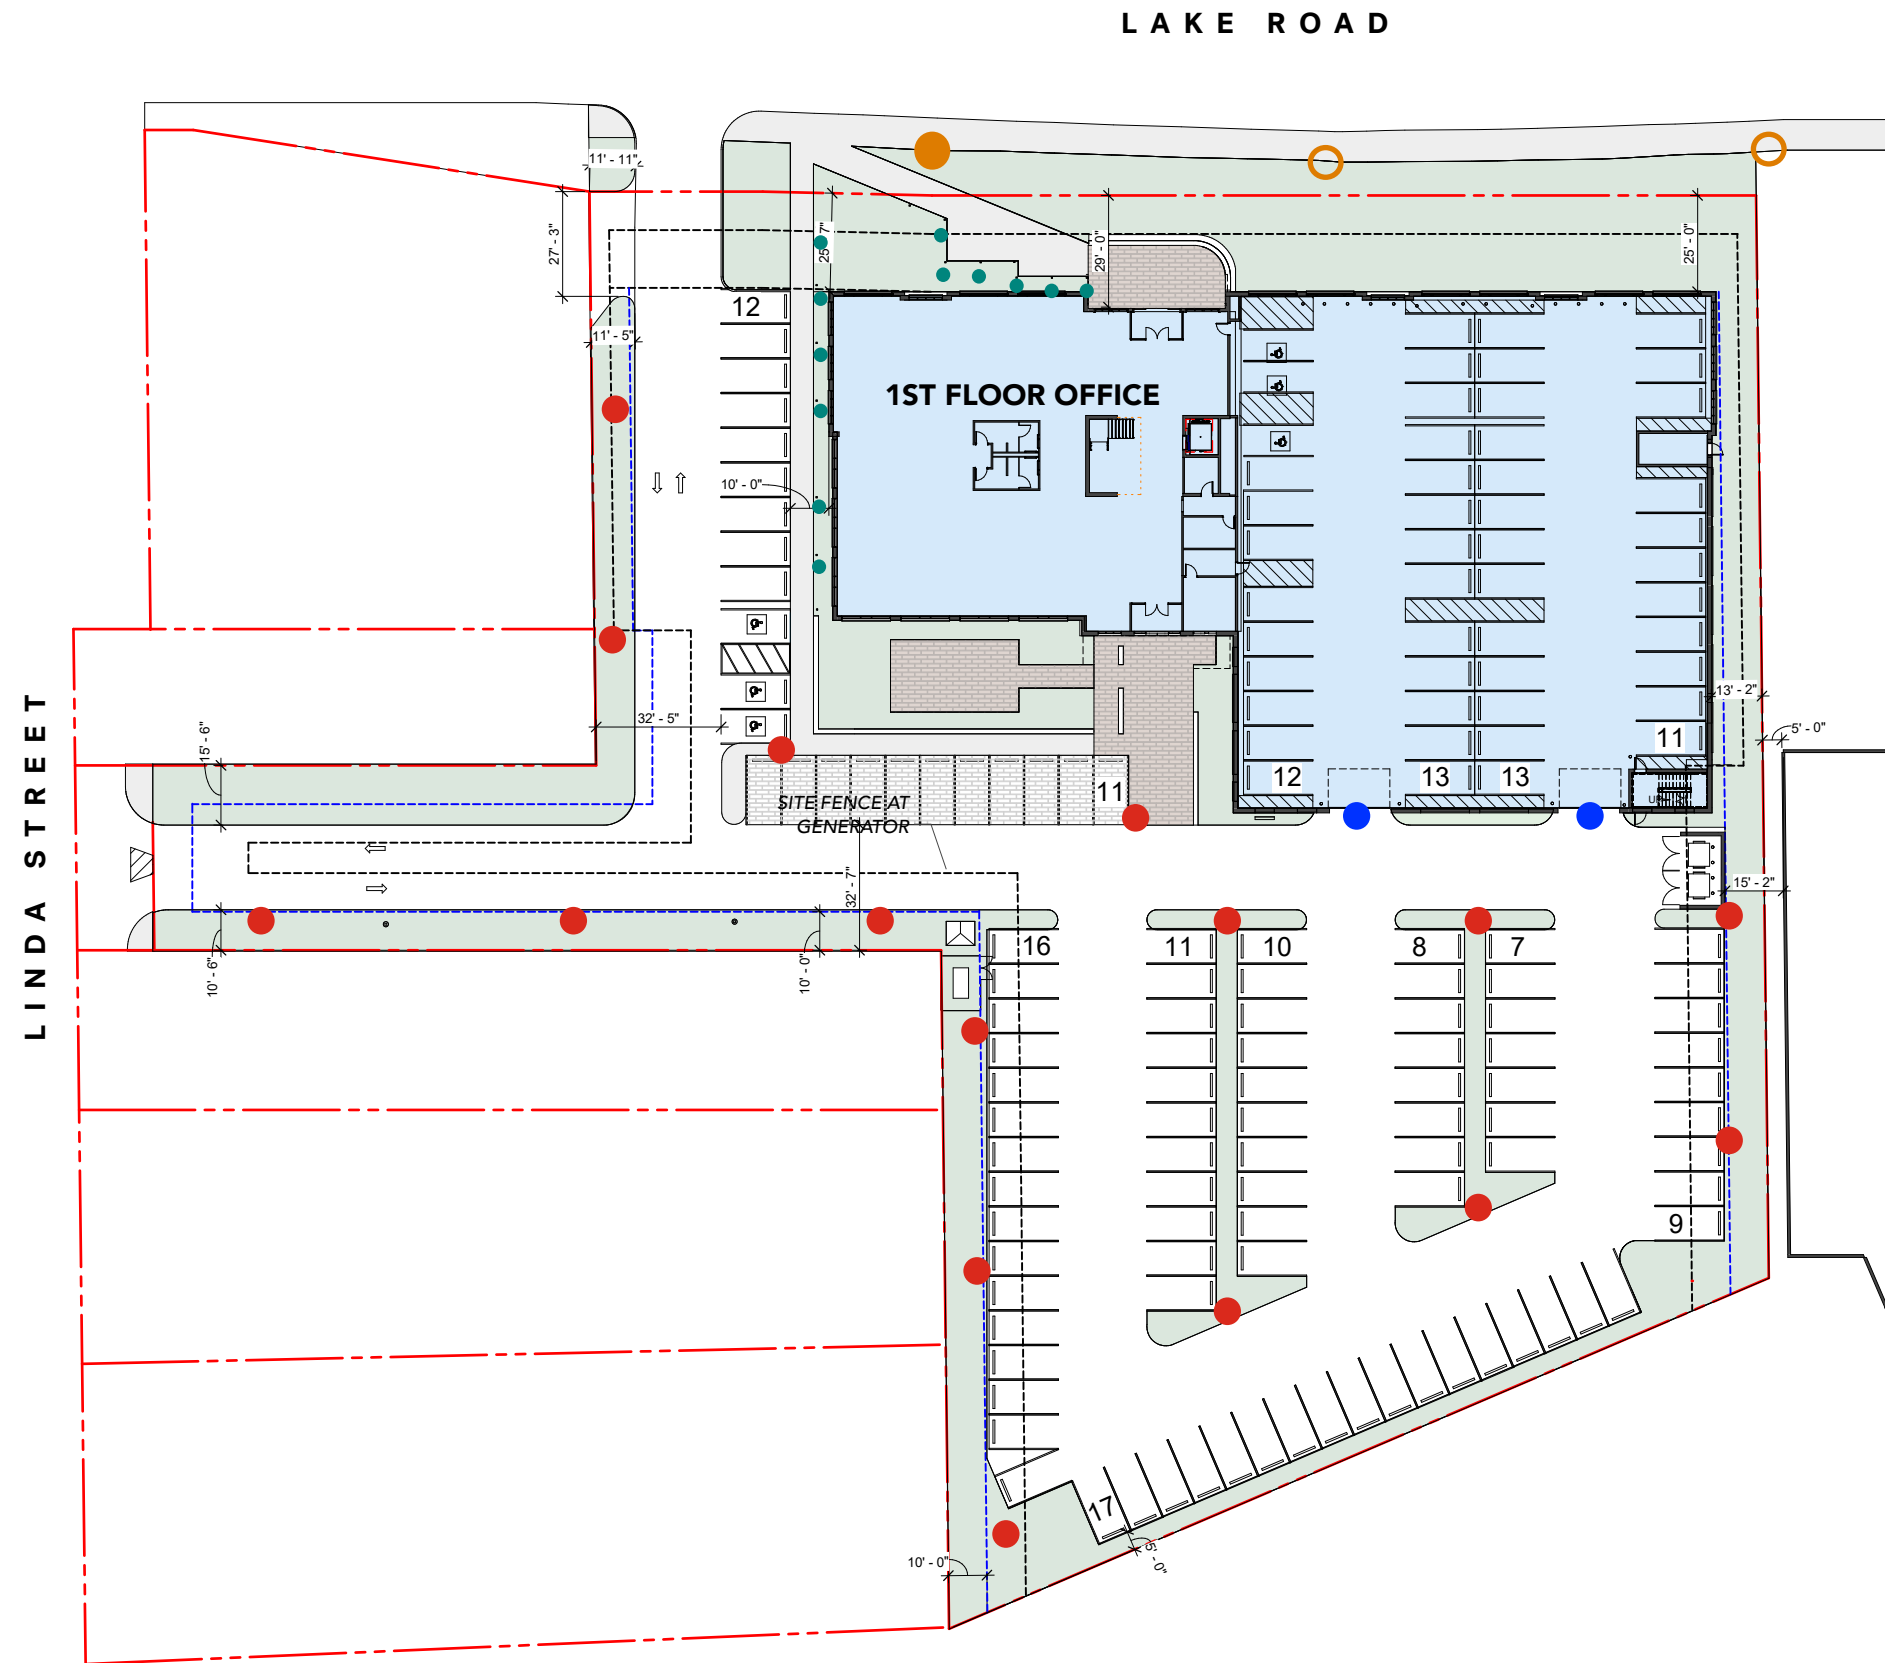 LAKE ROAD
11' - 11"
27' - 3"
25' - 7"
29' - 0"
25' - 0"
12
11' - 5"
1ST FLOOR OFFICE
10' - 0"
LINDA STREET
15' - 6"
32' - 5"
13' - 2"
5' - 0"
11
12
13
13
11
SITE FENCE AT
GENERATOR
32' - 7"
15' - 2"
10' - 6"
10' - 0"
16
11
10
8
7
9
17
10' - 0"
5' - 0"